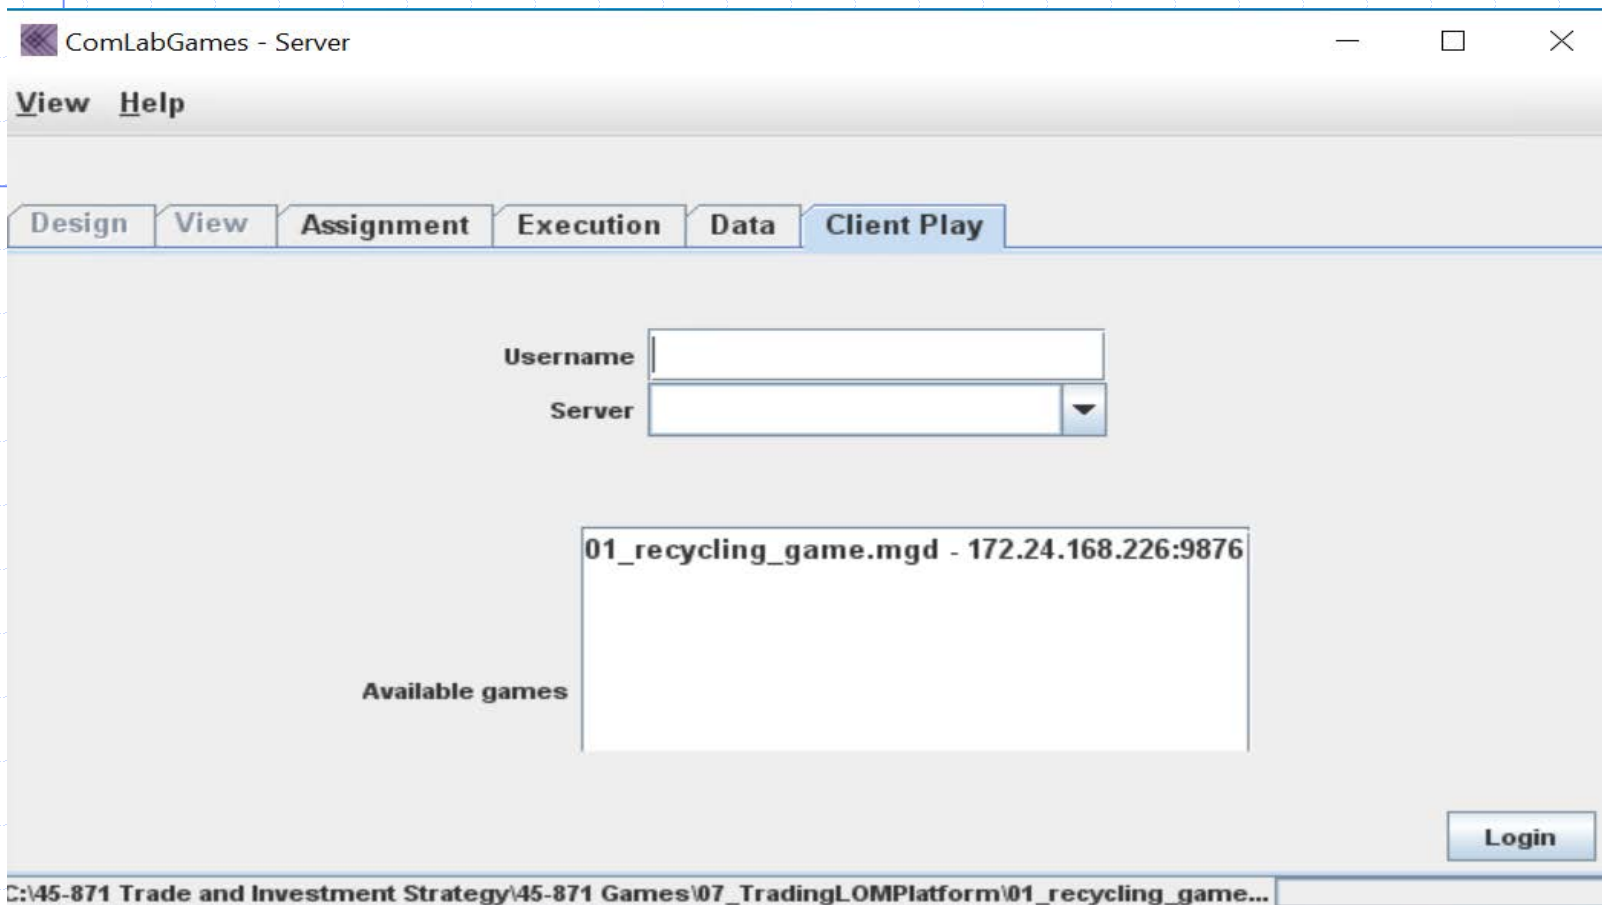 ComLabGames - Server
View Help
Design View Assignment Execution Data Client Play
Username
Server
01_recycling_game.mgd - 172.24.168.226:9876
Available games
Login
C:\45-871 Trade and Investment Strategy\45-871 Games\07_TradingLOMPlatform\01_recycling_game...